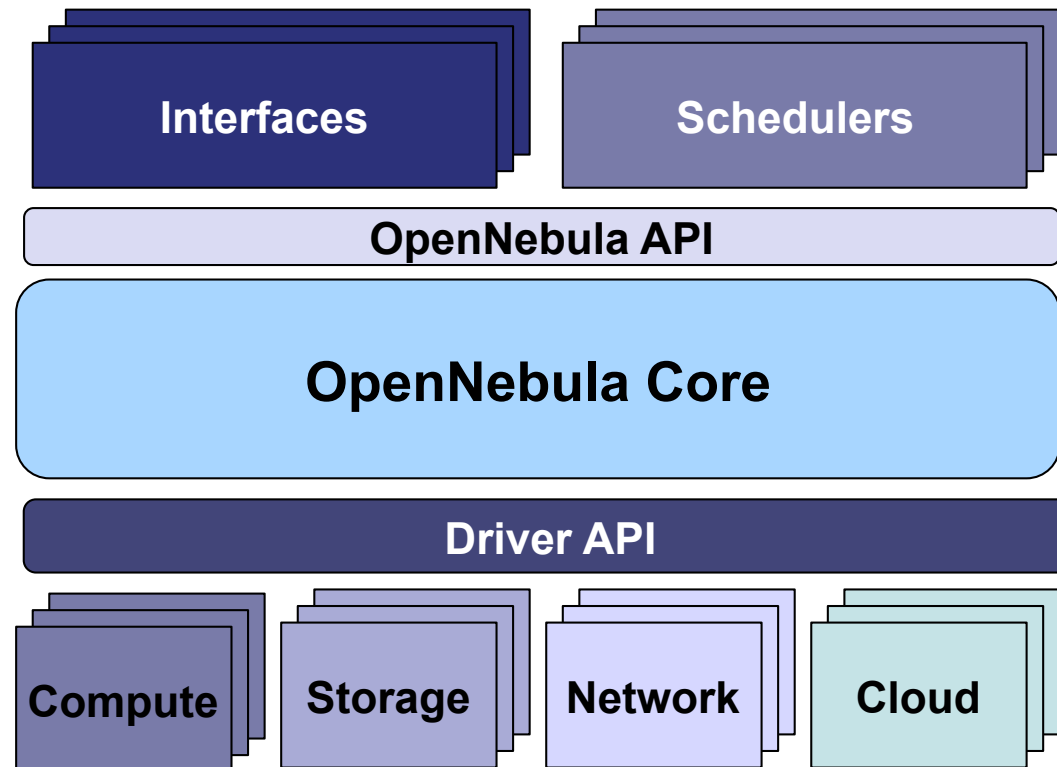 Interfaces
Schedulers
OpenNebula API
OpenNebula Core
Driver API
Compute
Storage
Network
Cloud